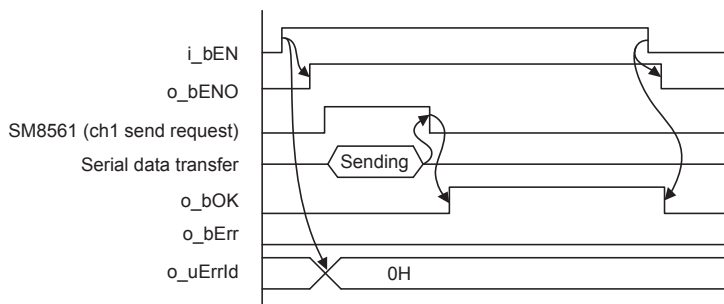 i_bEN
o_bENO
SM8561 (ch1 send request)
Serial data transfer
Sending
o_bOK
o_bErr
o_uErrId
0H